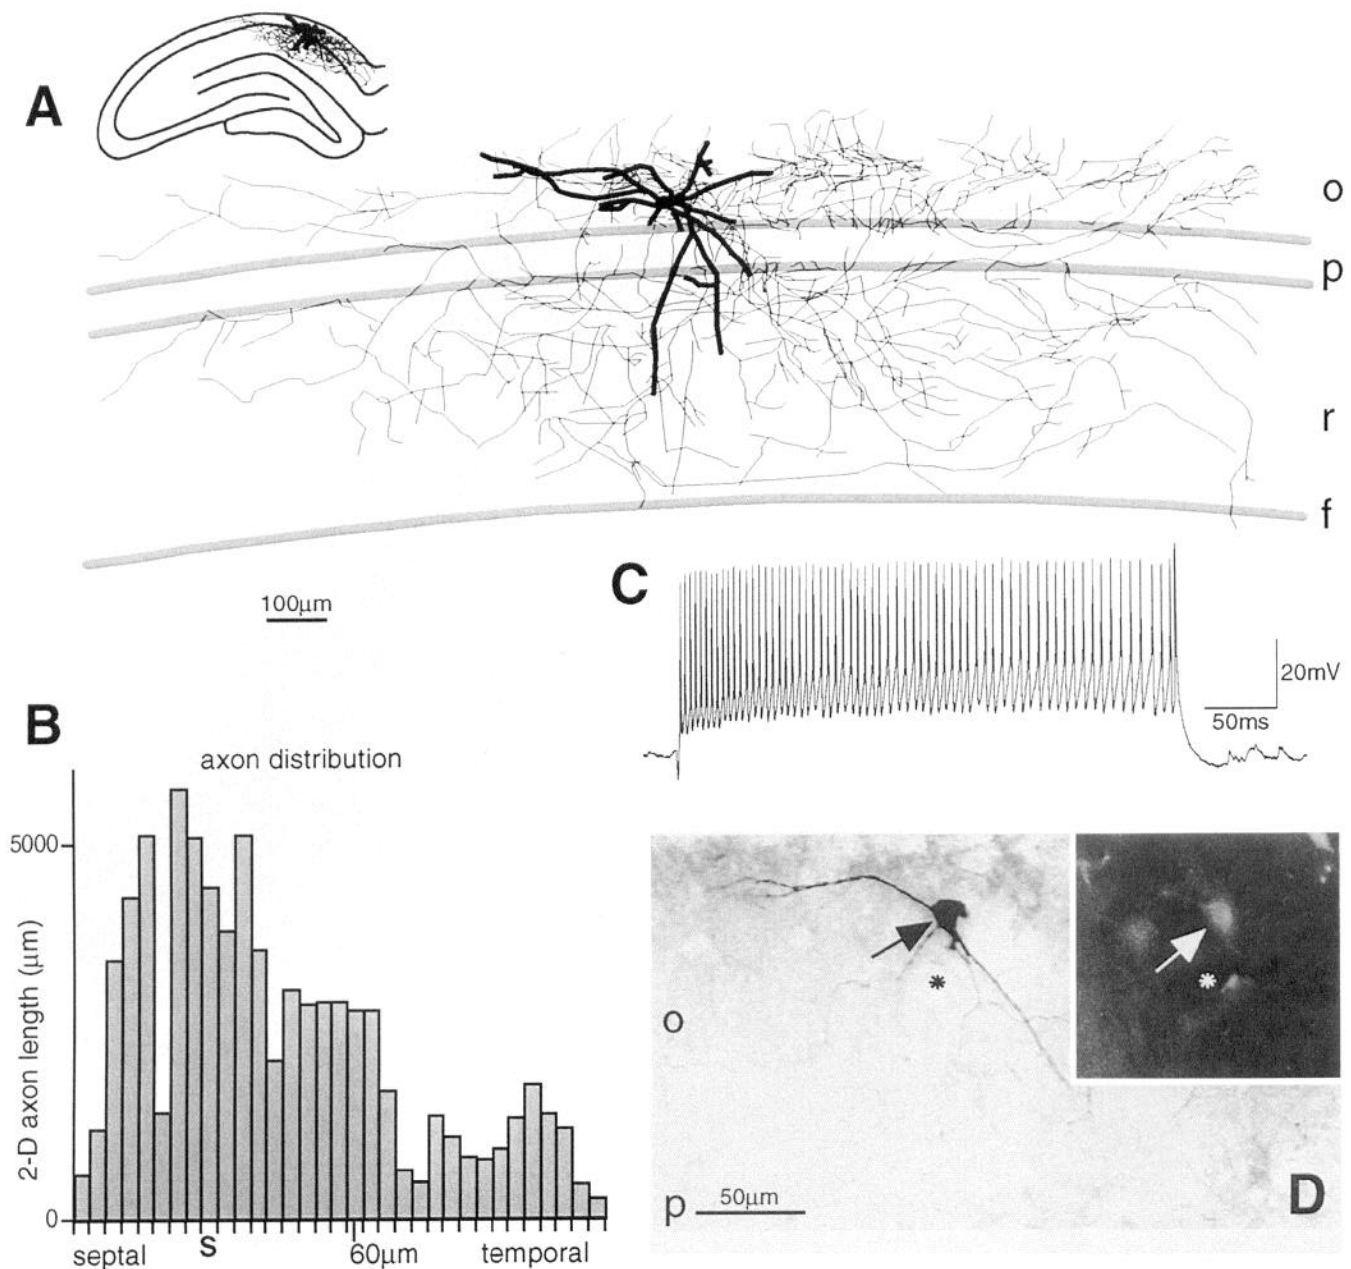 A
o
p
r
f
100μm
C
20mV
50ms
B
axon distribution
5000
2-D axon length (μm)
0
septal
S
60μm
temporal
o
*
*
p
50μm
D